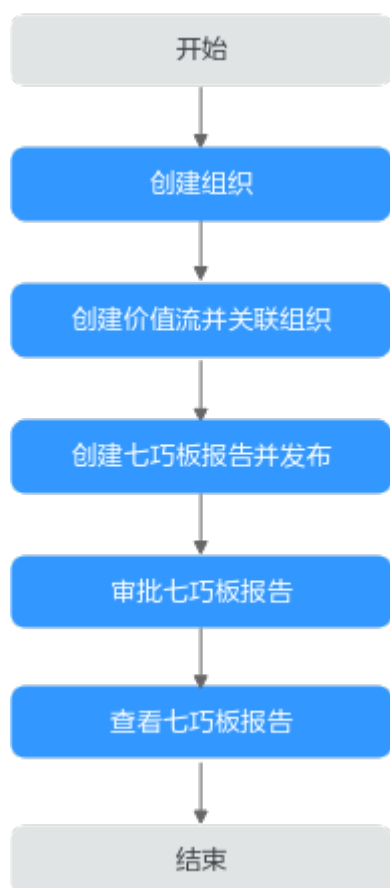 开始
创建组织
创建价值流并关联组织
创建七巧板报告并发布
审批七巧板报告
查看七巧板报告
结束